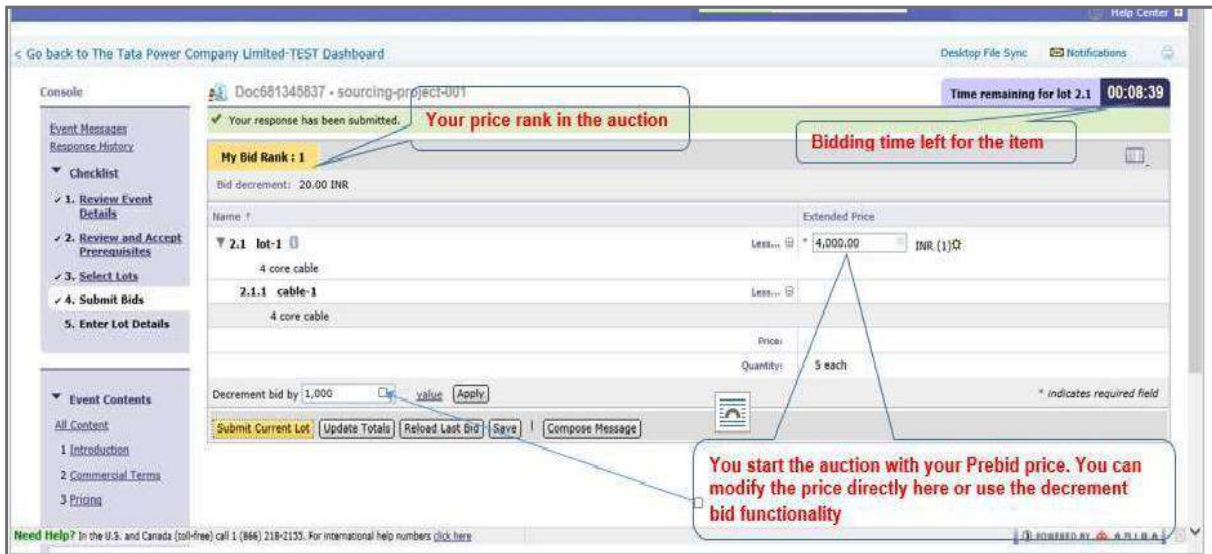 Help Center
< Go back to The Tata Power Company Limited-TEST Dashboard
Desktop File Sync
Notifications
Console
Doc681345837 - sourcing-project-001
Time remaining for lot 2.1 00:08:39
Event Messages
Response History
✔ Your response has been submitted.
Your price rank in the auction
Bidding time left for the item
My Bid Rank : 1
Bid decrement: 20.00 INR
▼ Checklist
✓ 1. Review Event Details
✓ 2. Review and Accept Prerequisites
✓ 3. Select Lots
✓ 4. Submit Bids
5. Enter Lot Details
Name ↑
Extended Price
▼ 2.1 lot-1
Less...
* 4,000.00 INR (1)
4 core cable
2.1.1 cable-1
Less...
4 core cable
Price:
Quantity: 5 each
Decrement bid by 1,000 value Apply
* indicates required field
Submit Current Lot Update Totals Reload Last Bid Save | Compose Message
▼ Event Contents
All Content
1 Introduction
2 Commercial Terms
3 Pricing
You start the auction with your Prebid price. You can
modify the price directly here or use the decrement
bid functionality
Need Help? In the U.S. and Canada (toll-free) call 1 (866) 218-2155. For international help numbers click here
POWERED BY ARIBA